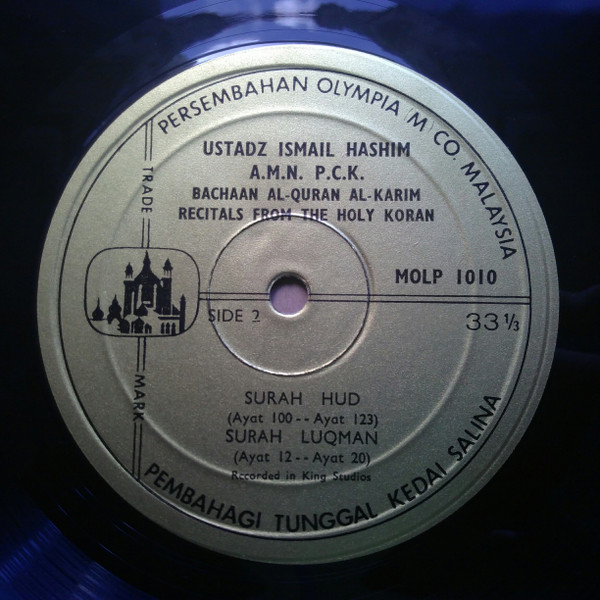 PERSEMBAHAN OLYMPIA (M) CO. MALAYSIA
USTADZ ISMAIL HASHIM
A.M.N. P.C.K.
BACHAAN AL-QURAN AL-KARIM
RECITALS FROM THE HOLY KORAN
TRADE MARK
MOLP 1010
SIDE 2
33 1/3
SURAH HUD
(Ayat 100 -- Ayat 123)
SURAH LUQMAN
(Ayat 12 -- Ayat 20)
Recorded in King Studios
PEMBAHAGI TUNGGAL KEDAI SALINA